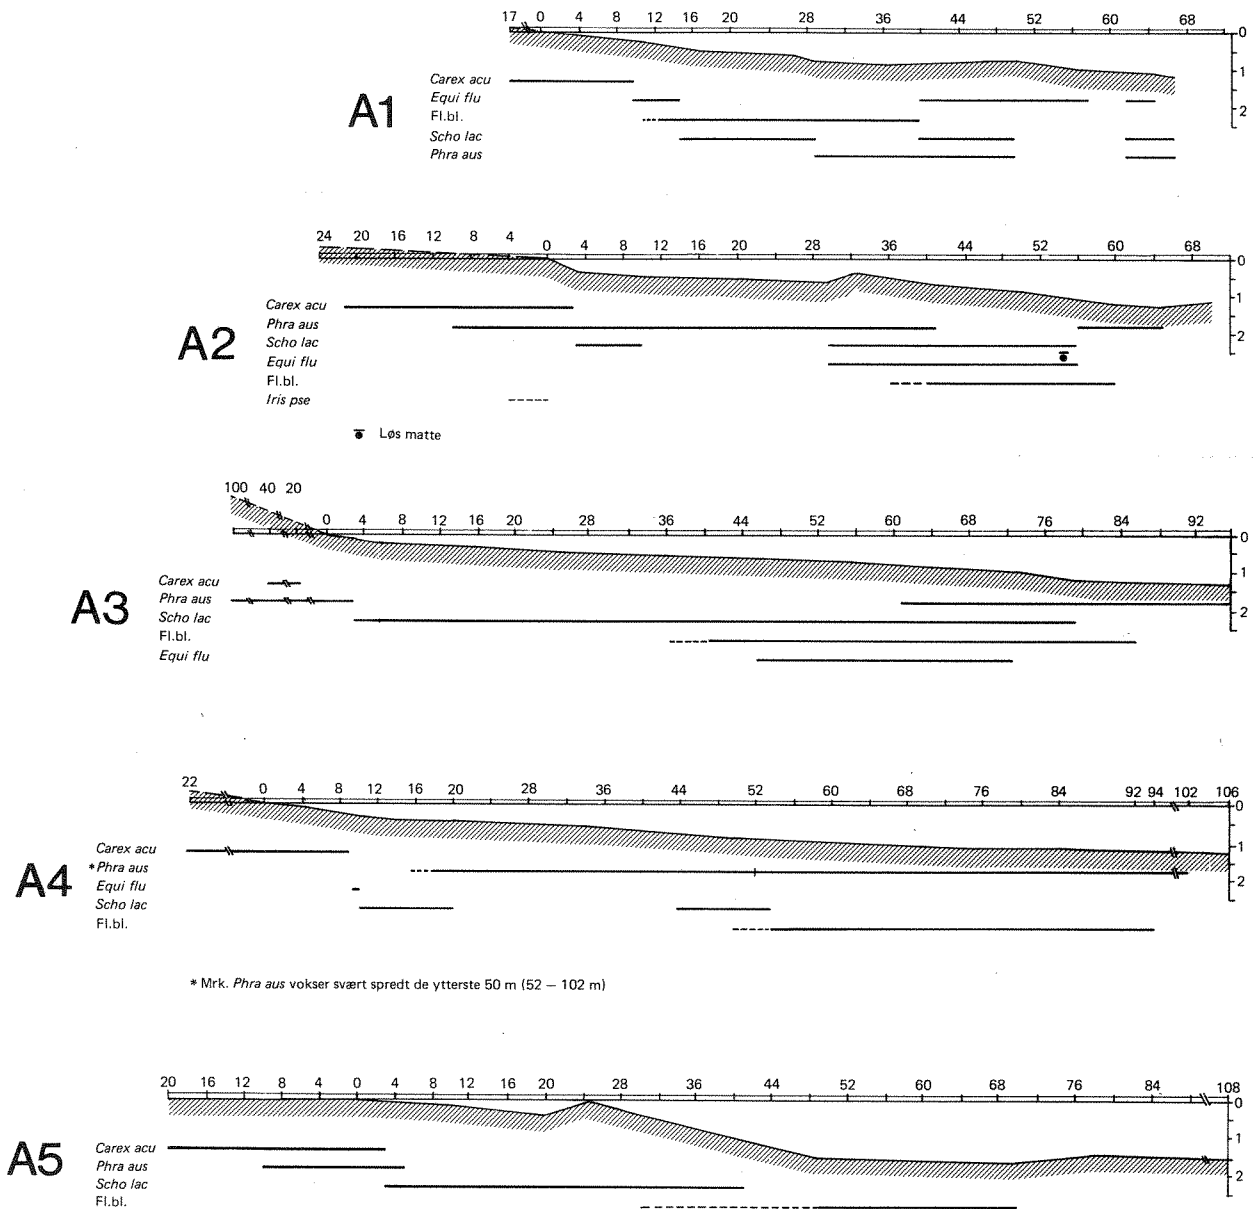 17 0 4 8 12 16 20 28 36 44 52 60 68
0
1
2
A1
Carex acu
Equi flu
Fl.bl.
Scho lac
Phra aus
24 20 16 12 8 4 0 4 8 12 16 20 28 36 44 52 60 68
0
1
2
A2
Carex acu
Phra aus
Scho lac
Equi flu
Fl.bl.
Iris pse
Løs matte
100 40 20 0 4 8 12 16 20 28 36 44 52 60 68 76 84 92
0
1
2
A3
Carex acu
Phra aus
Scho lac
Fl.bl.
Equi flu
22 0 4 8 12 16 20 28 36 44 52 60 68 76 84 92 94 102 106
0
1
2
A4
Carex acu
* Phra aus
Equi flu
Scho lac
Fl.bl.
* Mrk. Phra aus vokser svært spredt de ytterste 50 m (52 – 102 m)
20 16 12 8 4 0 4 8 12 16 20 28 36 44 52 60 68 76 84 108
0
1
2
A5
Carex acu
Phra aus
Scho lac
Fl.bl.